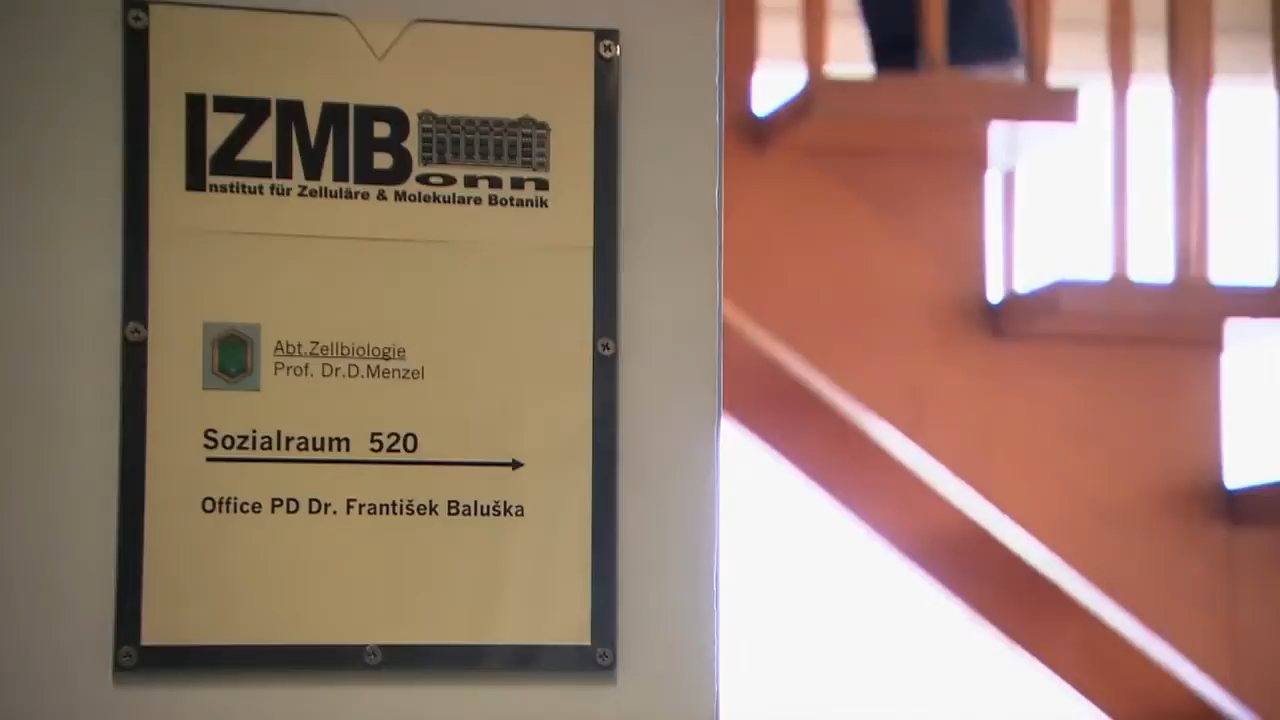 IZMB
onn
Institut für Zelluläre & Molekulare Botanik
Abt.Zellbiologie
Prof. Dr.D.Menzel
Sozialraum 520
Office PD Dr. František Baluška